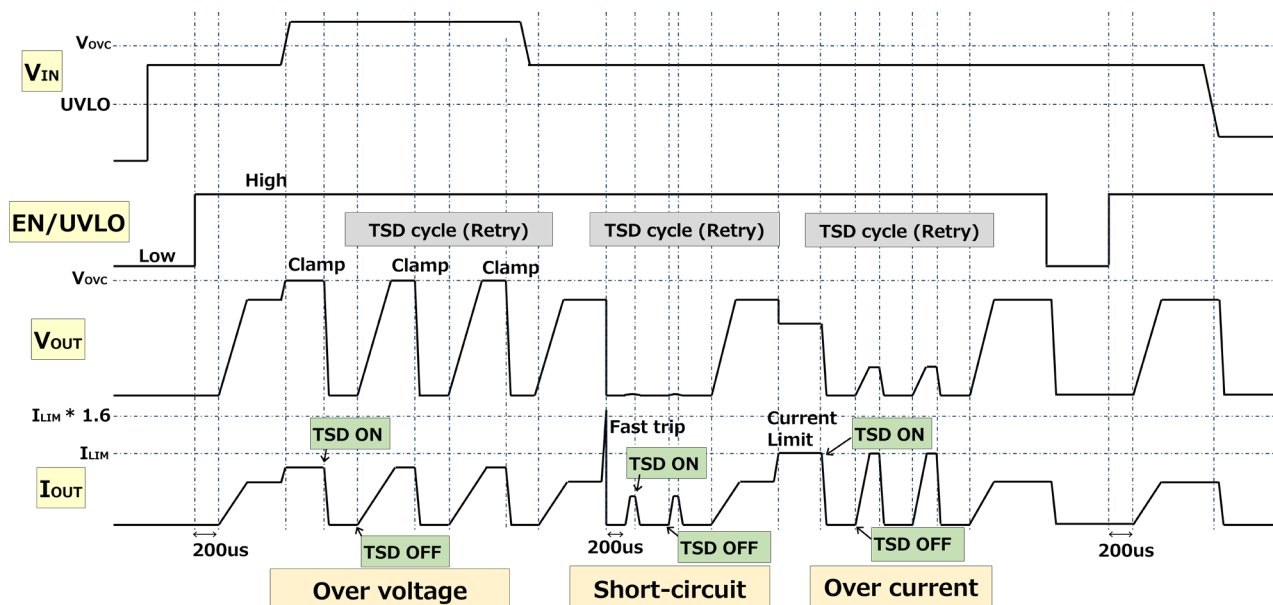 VOVC
VIN
UVLO
High
EN/UVLO
TSD cycle (Retry)
TSD cycle (Retry)
TSD cycle (Retry)
Low
Clamp
Clamp
Clamp
VOVC
VOUT
ILIM * 1.6
Fast trip
Current
Limit
TSD ON
TSD ON
TSD ON
ILIM
IOUT
TSD OFF
TSD OFF
TSD OFF
200us
200us
200us
Over voltage
Short-circuit
Over current